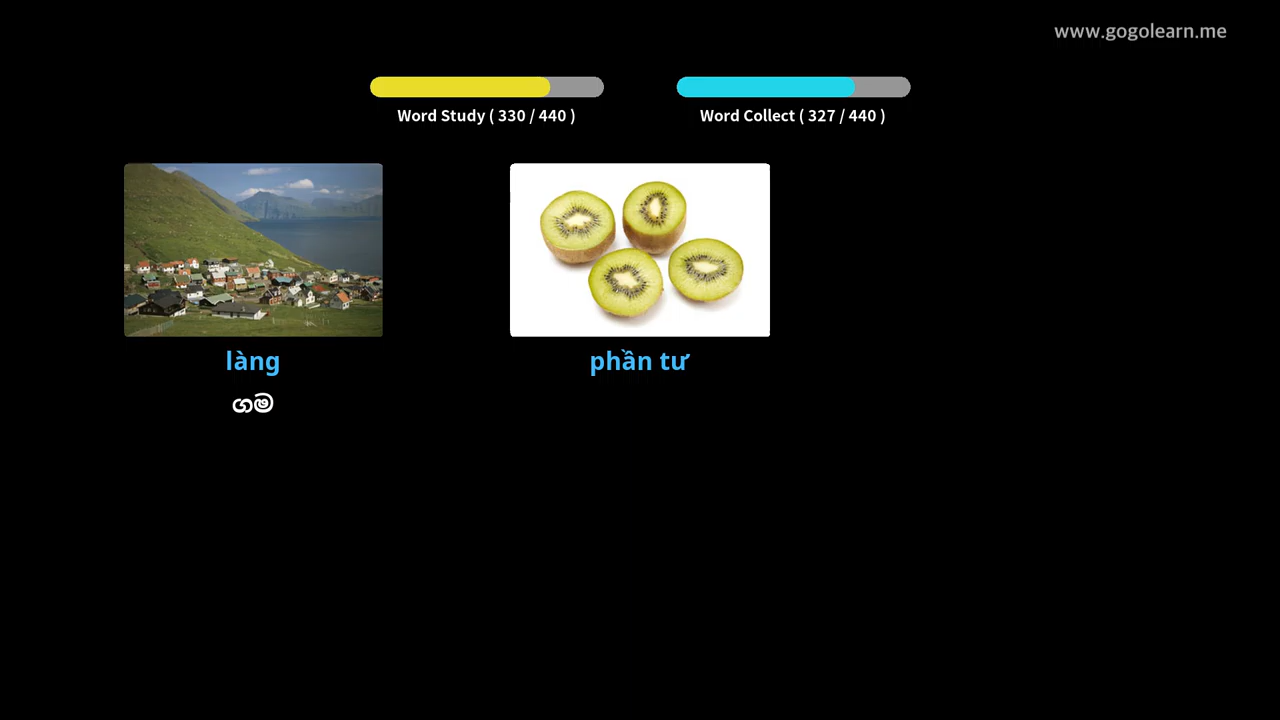 www.gogolearn.me
Word Study ( 330 / 440 )
Word Collect ( 327 / 440 )
làng
phần tư
ගම